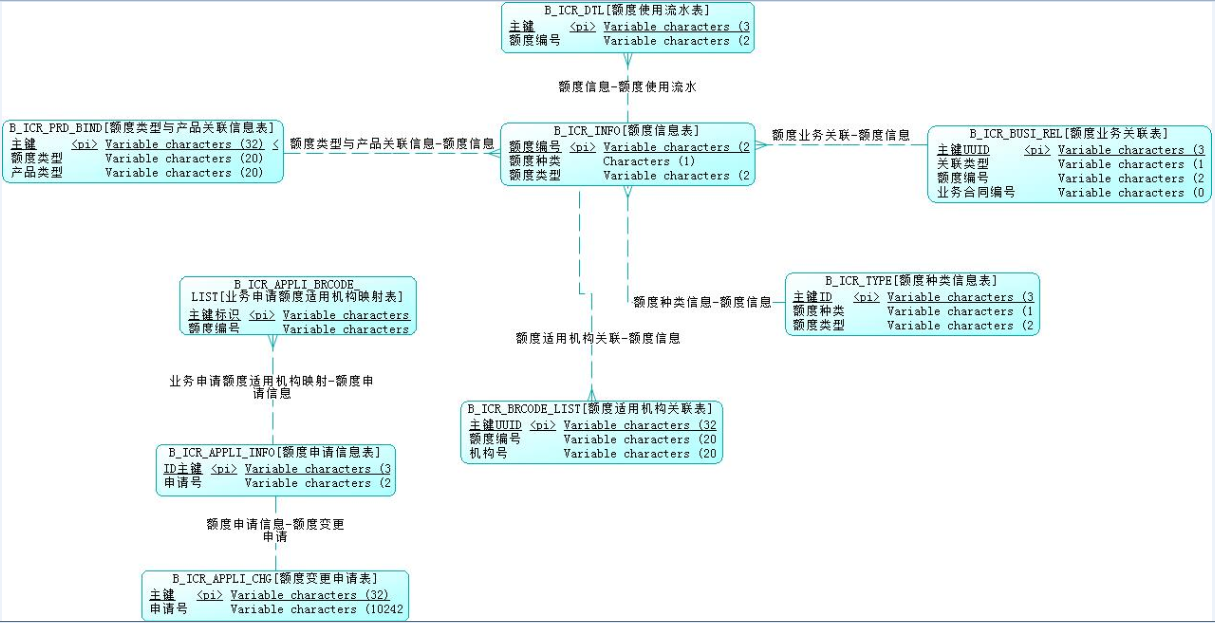 B_ICR_DTL[额度使用流水表]
主键 <pi> Variable characters (3
额度编号 Variable characters (2
额度信息-额度使用流水
B_ICR_PRD_BIND[额度类型与产品关联信息表]
主键 <pi> Variable characters (32) <
额度类型 Variable characters (20)
产品类型 Variable characters (20)
额度类型与产品关联信息-额度信息
B_ICR_INFO[额度信息表]
额度编号 <pi> Variable characters (2
额度种类 Characters (1)
额度类型 Variable characters (2
额度业务关联-额度信息
B_ICR_BUSI_REL[额度业务关联表]
主键UUID <pi> Variable characters (3
关联类型 Variable characters (1
额度编号 Variable characters (2
业务合同编号 Variable characters (0
B_ICR_APPLI_BRCODE_
LIST[业务申请额度适用机构映射表]
主键标识 <pi> Variable characters
额度编号 Variable characters
额度种类信息-额度信息
B_ICR_TYPE[额度种类信息表]
主键ID <pi> Variable characters (3
额度种类 Variable characters (1
额度类型 Variable characters (2
额度适用机构关联-额度信息
业务申请额度适用机构映射-额度申
请信息
B_ICR_BRCODE_LIST[额度适用机构关联表]
主键UUID <pi> Variable characters (32
额度编号 Variable characters (20
机构号 Variable characters (20
B_ICR_APPLI_INFO[额度申请信息表]
ID主键 <pi> Variable characters (3
申请号 Variable characters (2
额度申请信息-额度变更
申请
B_ICR_APPLI_CHG[额度变更申请表]
主键 <pi> Variable characters (32)
申请号 Variable characters (10242